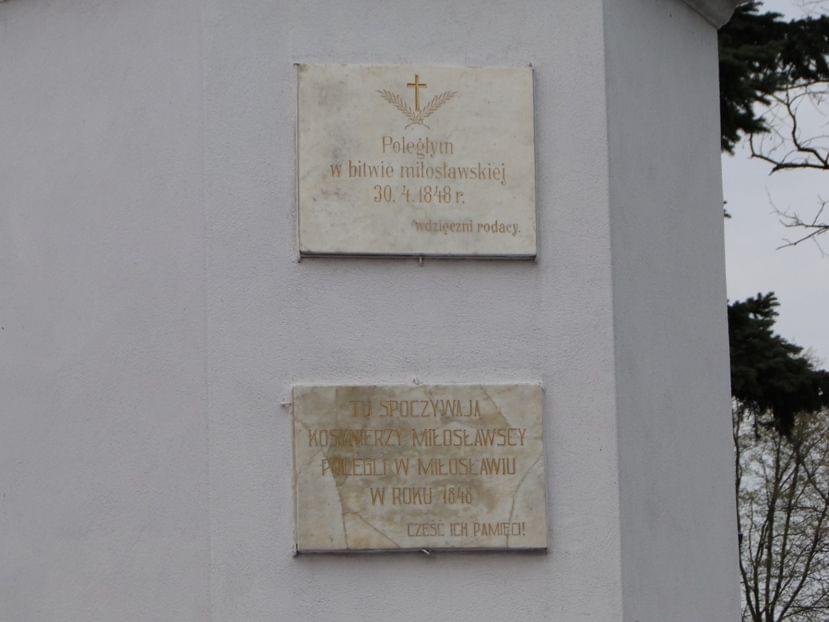 Poległym
w bitwie miłosławskiej
30. 4. 1848 r.
wdzięczni rodacy.
TU SPOCZYWAJĄ
KOSYNIERZY MIŁOSŁAWSCY
POLEGLI W MIŁOSŁAWIU
W ROKU 1848
CZEŚĆ ICH PAMIĘCI!